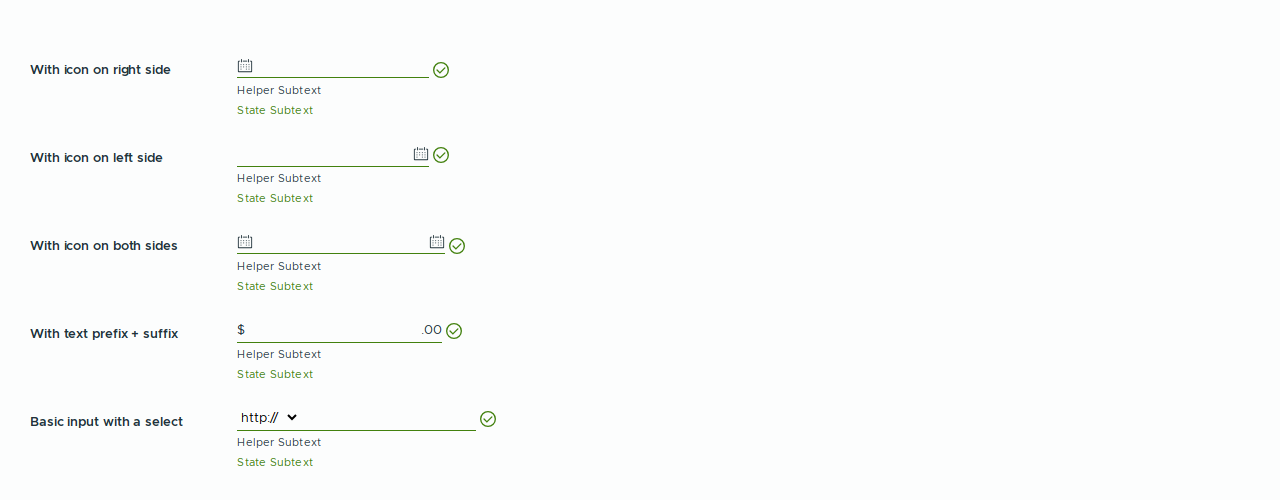 With icon on right side
Helper Subtext
State Subtext
With icon on left side
Helper Subtext
State Subtext
With icon on both sides
Helper Subtext
State Subtext
With text prefix + suffix $ .00
Helper Subtext
State Subtext
Basic input with a select http://
Helper Subtext
State Subtext